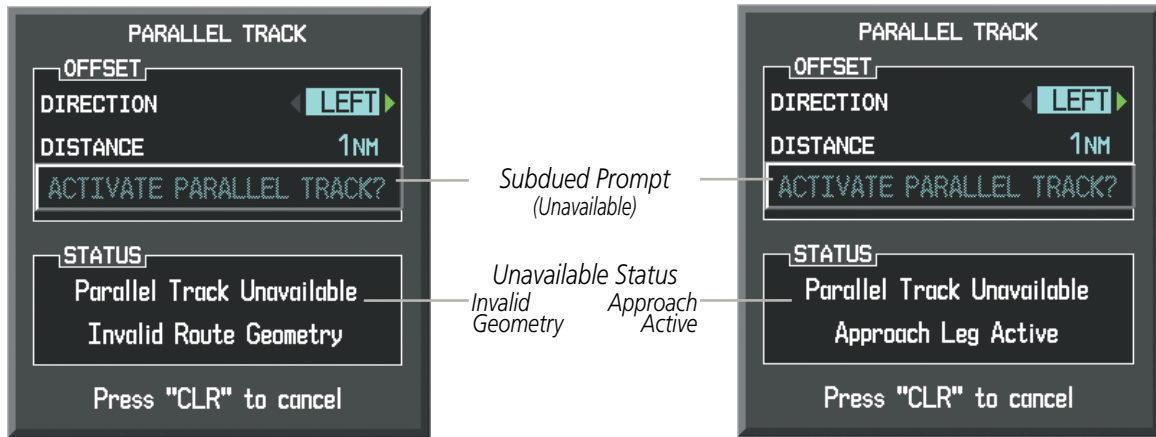 PARALLEL TRACK
OFFSET
DIRECTION LEFT
DISTANCE 1NM
ACTIVATE PARALLEL TRACK?
STATUS
Parallel Track Unavailable
Invalid Route Geometry
Press "CLR" to cancel
Subdued Prompt
(Unavailable)
Unavailable Status
Invalid
Geometry
Approach
Active
PARALLEL TRACK
OFFSET
DIRECTION LEFT
DISTANCE 1NM
ACTIVATE PARALLEL TRACK?
STATUS
Parallel Track Unavailable
Approach Leg Active
Press "CLR" to cancel